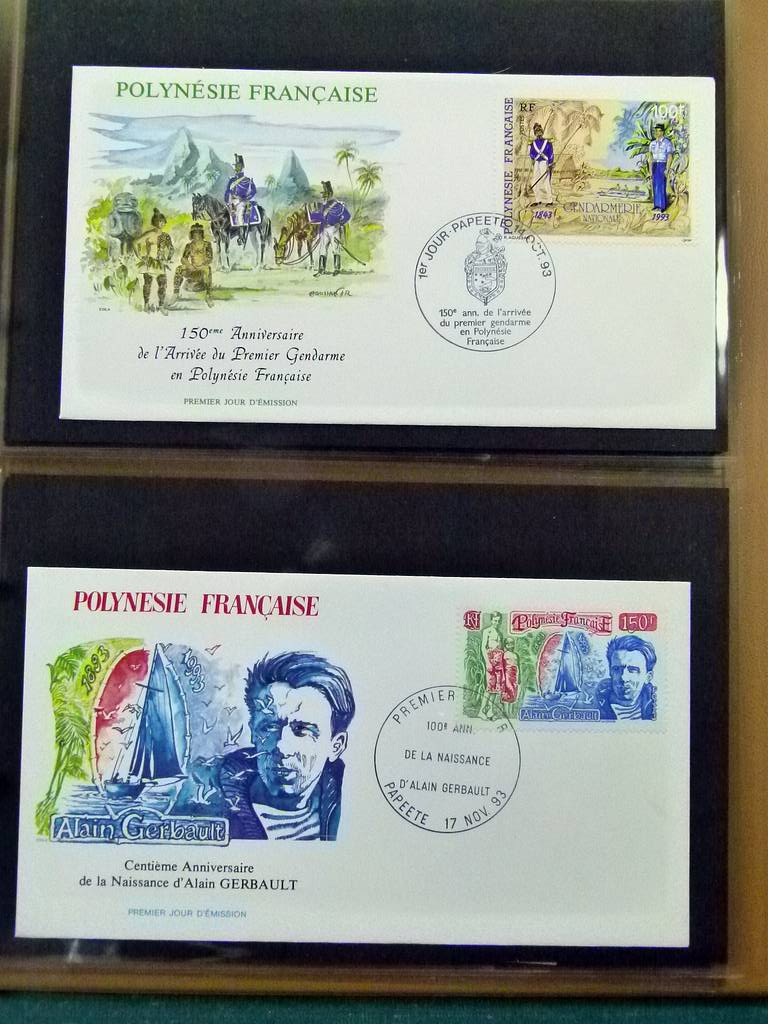 POLYNÉSIE FRANÇAISE
150eme Anniversaire
de l'Arrivée du Premier Gendarme
en Polynésie Française
PREMIER JOUR D'ÉMISSION
POLYNÉSIE FRANÇAISE
RF
100F
1843
GENDARMERIE
NATIONALE
1993
1er JOUR-PAPEETE 14 OCT. 93
150e ann. de l'arrivée
du premier gendarme
en Polynésie
Française
POLYNESIE FRANÇAISE
1893
1993
Alain Gerbault
Centième Anniversaire
de la Naissance d'Alain GERBAULT
PREMIER JOUR D'ÉMISSION
RF
Polynésie Française
150F
Alain Gerbault
PREMIER
100e ANN.
DE LA NAISSANCE
D'ALAIN GERBAULT
PAPEETE 17 NOV. 93